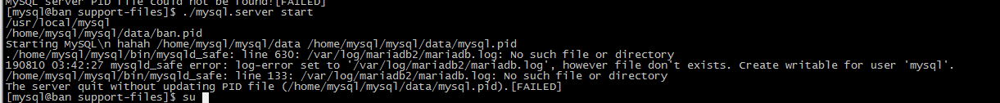 MySQL server PID file could not be found![FAILED]
[mysql@ban support-files]$ ./mysql.server start
/usr/local/mysql
/home/mysql/mysql/data/ban.pid
Starting MySQL\n hahah /home/mysql/mysql/data /home/mysql/mysql/data/mysql.pid
./home/mysql/mysql/bin/mysqld_safe: line 630: /var/log/mariadb2/mariadb.log: No such file or directory
190810 03:42:27 mysqld_safe error: log-error set to '/var/log/mariadb2/mariadb.log', however file don't exists. Create writable for user 'mysql'.
/home/mysql/mysql/bin/mysqld_safe: line 133: /var/log/mariadb2/mariadb.log: No such file or directory
The server quit without updating PID file (/home/mysql/mysql/data/mysql.pid).[FAILED]
[mysql@ban support-files]$ su